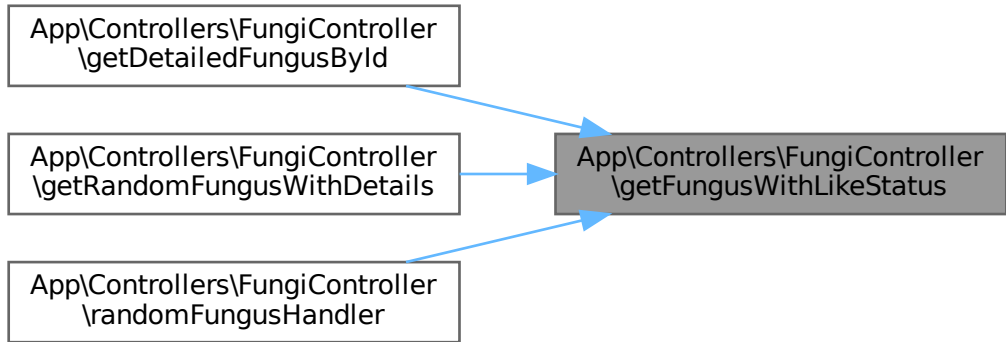 App\Controllers\FungiController
\getDetailedFungusById
App\Controllers\FungiController
\getRandomFungusWithDetails
App\Controllers\FungiController
\randomFungusHandler
App\Controllers\FungiController
\getFungusWithLikeStatus